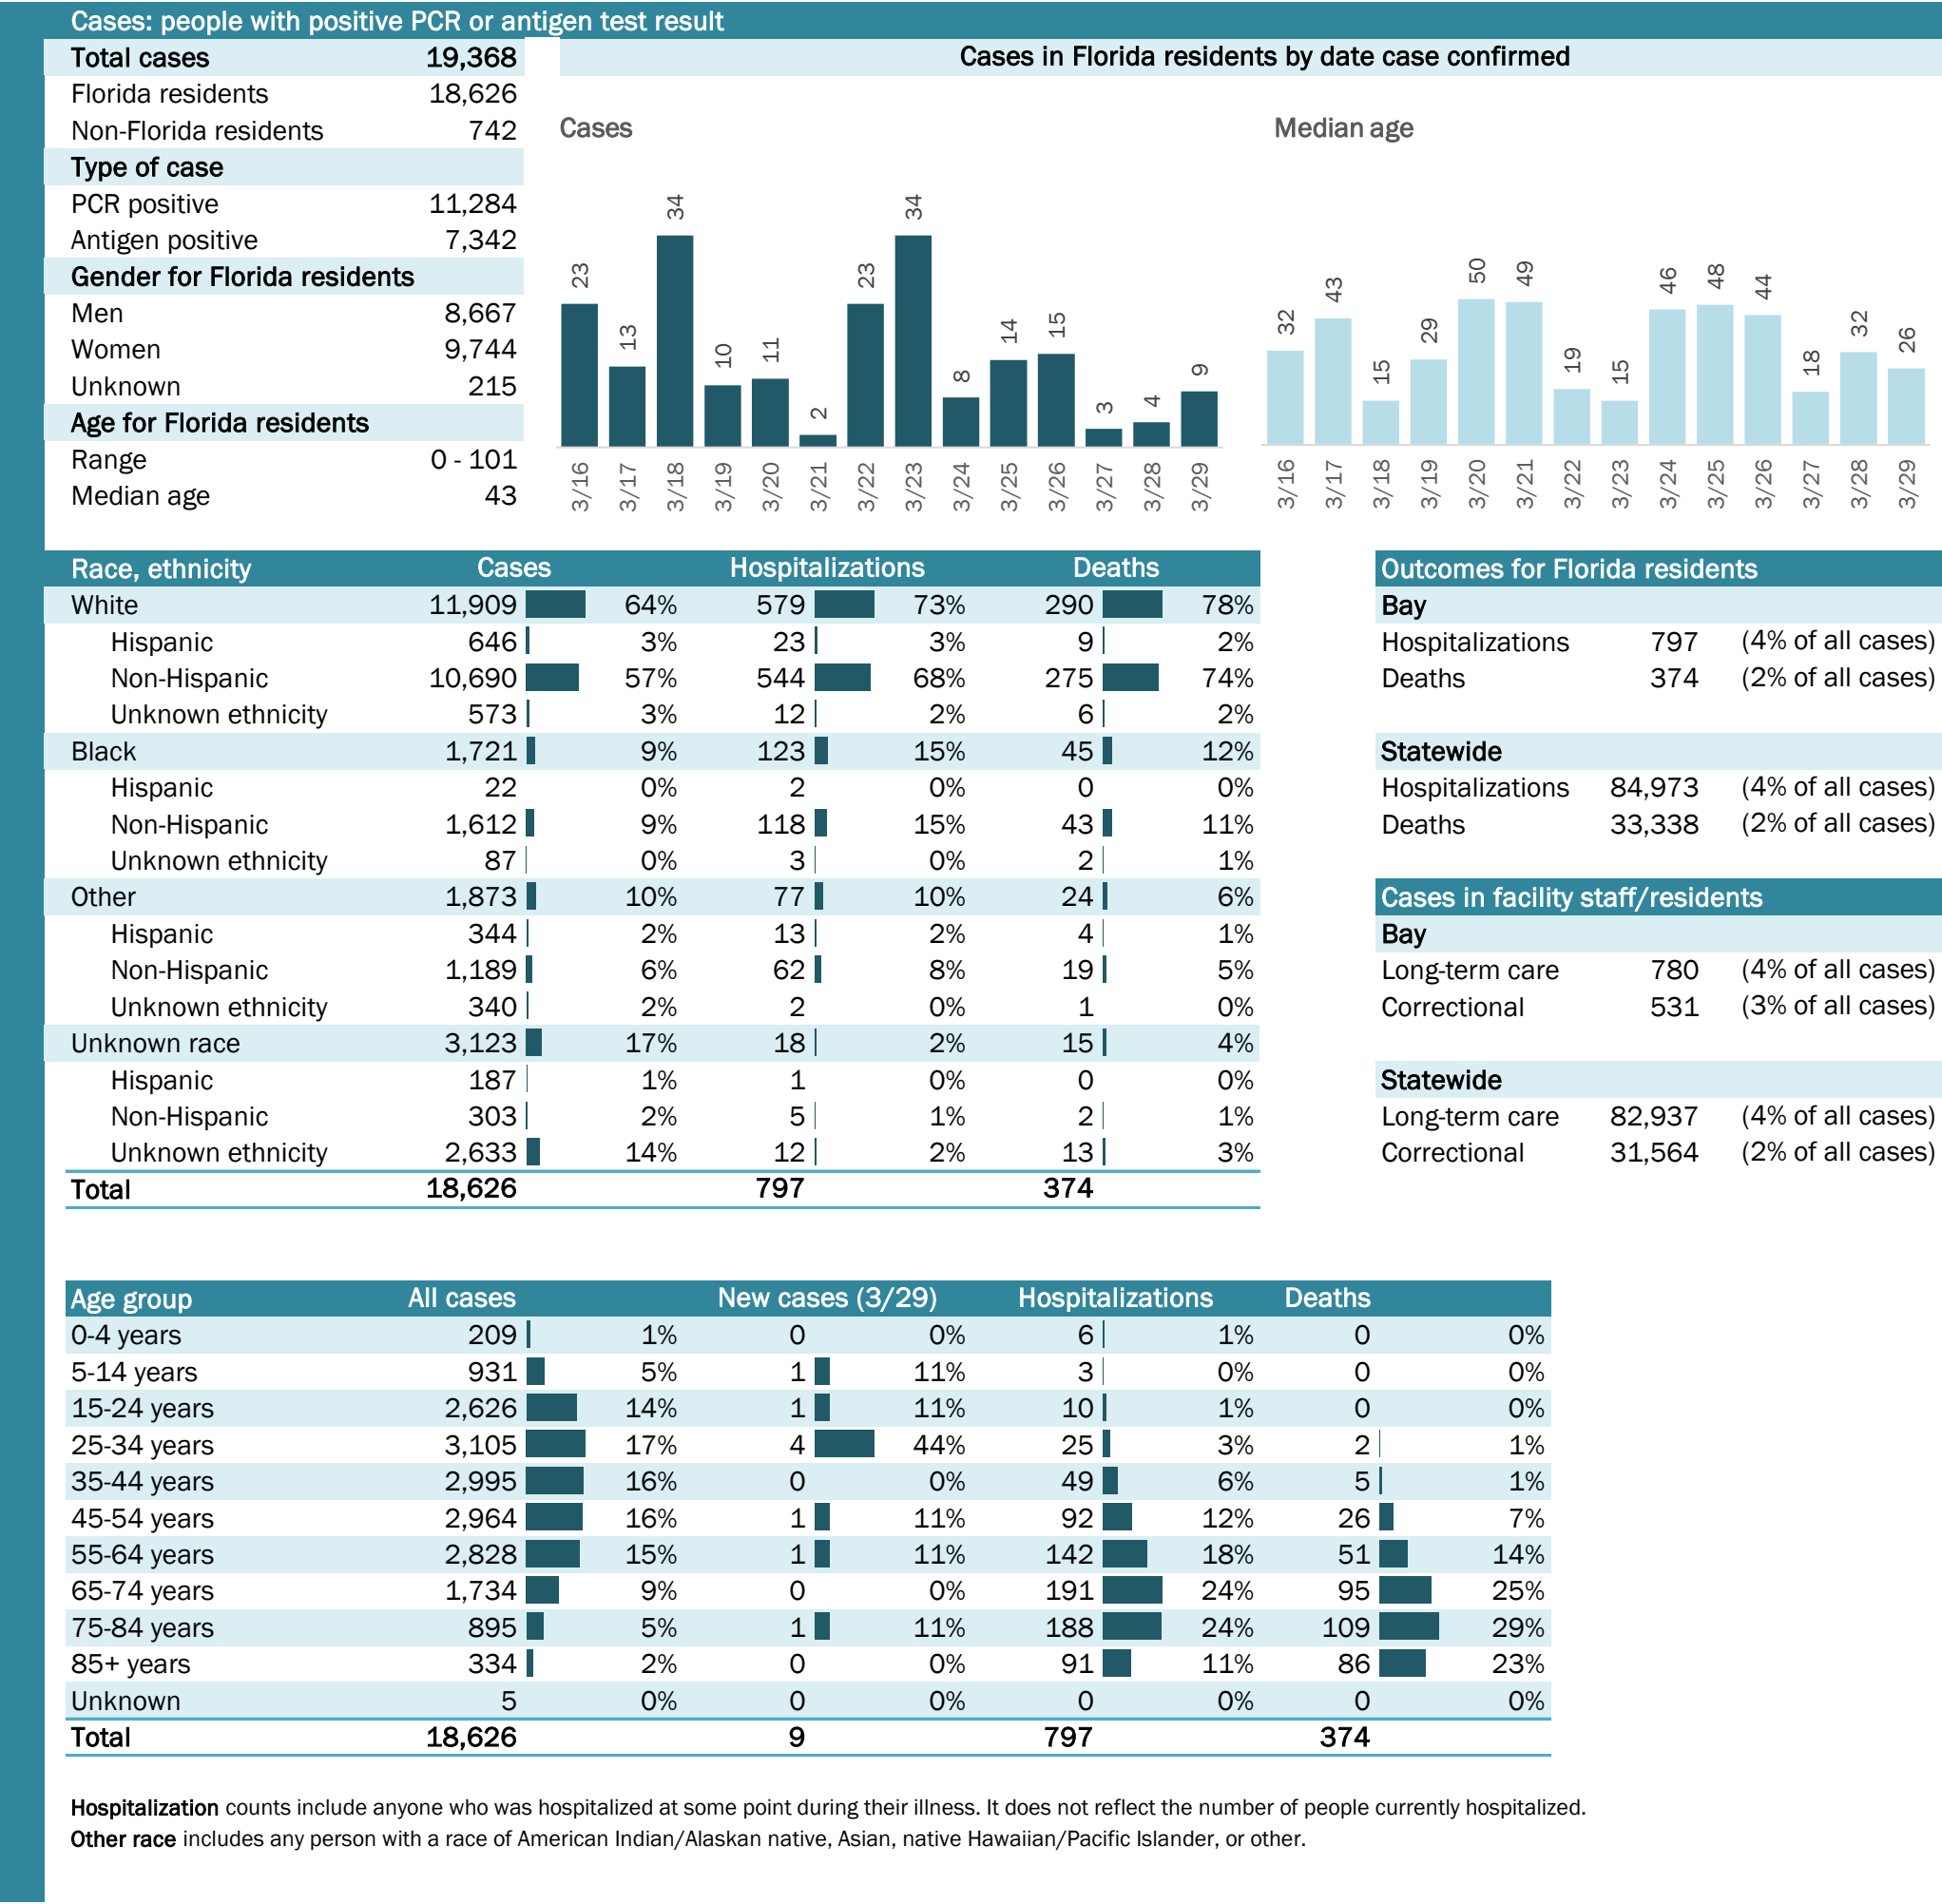 Cases: people with positive PCR or antigen test result
Total cases 19,368
Florida residents 18,626
Non-Florida residents 742
Type of case
PCR positive 11,284
Antigen positive 7,342
Gender for Florida residents
Men 8,667
Women 9,744
Unknown 215
Age for Florida residents
Range 0 - 101
Median age 43
Cases in Florida residents by date case confirmed
Cases
23 13 34 10 11 2 23 34 8 14 15 3 4 9
3/16 3/17 3/18 3/19 3/20 3/21 3/22 3/23 3/24 3/25 3/26 3/27 3/28 3/29
Median age
32 43 15 29 50 49 19 15 46 48 44 18 32 26
3/16 3/17 3/18 3/19 3/20 3/21 3/22 3/23 3/24 3/25 3/26 3/27 3/28 3/29
Race, ethnicity Cases Hospitalizations Deaths
White 11,909 64% 579 73% 290 78%
Hispanic 646 3% 23 3% 9 2%
Non-Hispanic 10,690 57% 544 68% 275 74%
Unknown ethnicity 573 3% 12 2% 6 2%
Black 1,721 9% 123 15% 45 12%
Hispanic 22 0% 2 0% 0 0%
Non-Hispanic 1,612 9% 118 15% 43 11%
Unknown ethnicity 87 0% 3 0% 2 1%
Other 1,873 10% 77 10% 24 6%
Hispanic 344 2% 13 2% 4 1%
Non-Hispanic 1,189 6% 62 8% 19 5%
Unknown ethnicity 340 2% 2 0% 1 0%
Unknown race 3,123 17% 18 2% 15 4%
Hispanic 187 1% 1 0% 0 0%
Non-Hispanic 303 2% 5 1% 2 1%
Unknown ethnicity 2,633 14% 12 2% 13 3%
Total 18,626 797 374
Outcomes for Florida residents
Bay
Hospitalizations 797 (4% of all cases)
Deaths 374 (2% of all cases)
Statewide
Hospitalizations 84,973 (4% of all cases)
Deaths 33,338 (2% of all cases)
Cases in facility staff/residents
Bay
Long-term care 780 (4% of all cases)
Correctional 531 (3% of all cases)
Statewide
Long-term care 82,937 (4% of all cases)
Correctional 31,564 (2% of all cases)
Age group All cases New cases (3/29) Hospitalizations Deaths
0-4 years 209 1% 0 0% 6 1% 0 0%
5-14 years 931 5% 1 11% 3 0% 0 0%
15-24 years 2,626 14% 1 11% 10 1% 0 0%
25-34 years 3,105 17% 4 44% 25 3% 2 1%
35-44 years 2,995 16% 0 0% 49 6% 5 1%
45-54 years 2,964 16% 1 11% 92 12% 26 7%
55-64 years 2,828 15% 1 11% 142 18% 51 14%
65-74 years 1,734 9% 0 0% 191 24% 95 25%
75-84 years 895 5% 1 11% 188 24% 109 29%
85+ years 334 2% 0 0% 91 11% 86 23%
Unknown 5 0% 0 0% 0 0% 0 0%
Total 18,626 9 797 374
Hospitalization counts include anyone who was hospitalized at some point during their illness. It does not reflect the number of people currently hospitalized.
Other race includes any person with a race of American Indian/Alaskan native, Asian, native Hawaiian/Pacific Islander, or other.